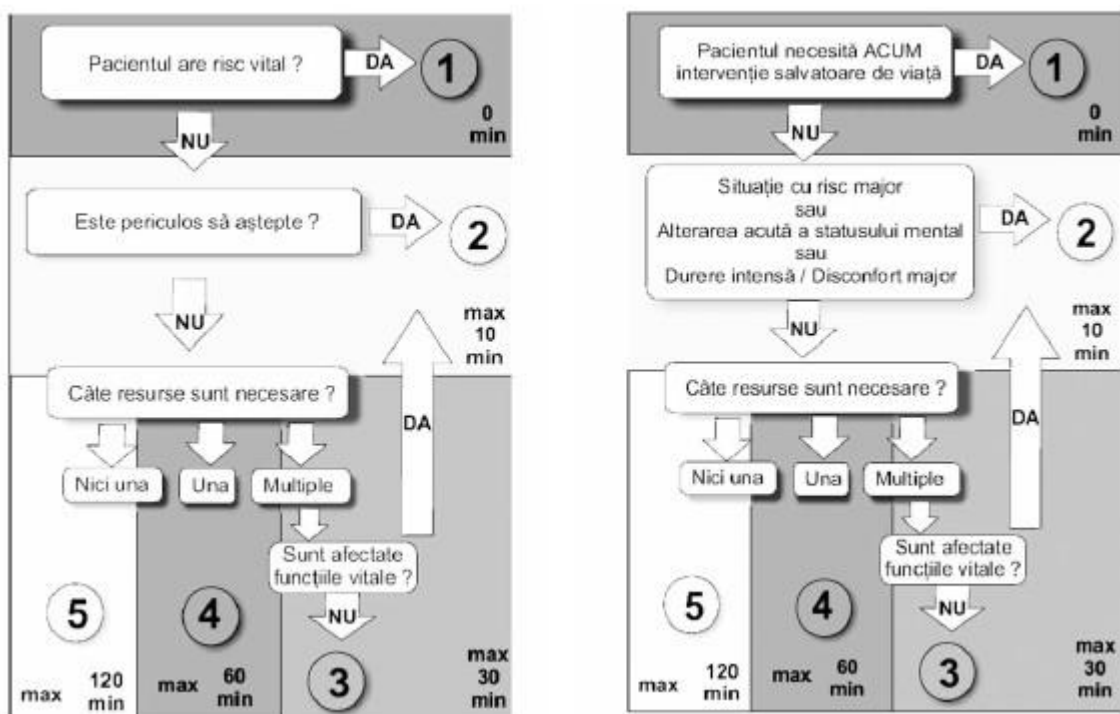 Pacientul are risc vital ?
DA
1
0
min
NU
Este periculos să aștepte ?
DA
2
NU
max
10
min
Câte resurse sunt necesare ?
DA
Nici una
Una
Multiple
Sunt afectate
funcțiile vitale ?
5
4
NU
3
max
120
min
max
60
min
max
30
min
Pacientul necesită ACUM
intervenție salvatoare de viață
DA
1
0
min
NU
Situație cu risc major
sau
Alterarea acută a statusului mental
sau
Durere intensă / Disconfort major
DA
2
NU
max
10
min
Câte resurse sunt necesare ?
DA
Nici una
Una
Multiple
Sunt afectate
funcțiile vitale ?
5
4
NU
3
max
120
min
max
60
min
max
30
min